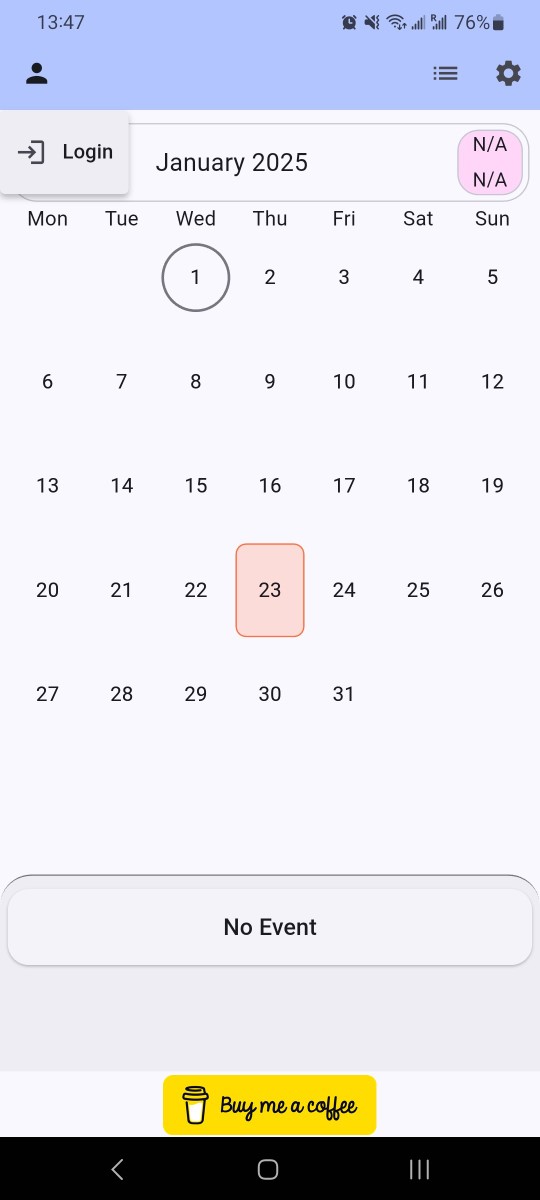 13:47
R
76%
Login
January 2025
N/A
N/A
Mon Tue Wed Thu Fri Sat Sun
1 2 3 4 5
6 7 8 9 10 11 12
13 14 15 16 17 18 19
20 21 22 23 24 25 26
27 28 29 30 31
No Event
Buy me a coffee